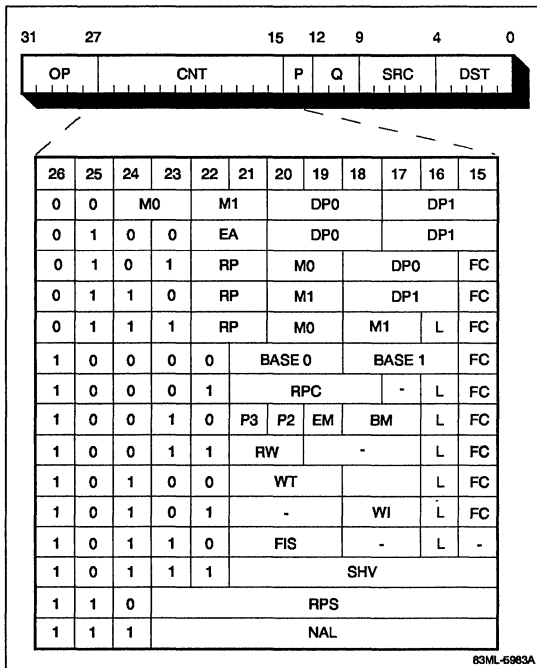 31 27 15 12 9 4 0
OP CNT P Q SRC DST
26 25 24 23 22 21 20 19 18 17 16 15
0 0 M0 M1 DP0 DP1
0 1 0 0 EA DP0 DP1
0 1 0 1 RP M0 DP0 FC
0 1 1 0 RP M1 DP1 FC
0 1 1 1 RP M0 M1 L FC
1 0 0 0 0 BASE 0 BASE 1 FC
1 0 0 0 1 RPC - L FC
1 0 0 1 0 P3 P2 EM BM L FC
1 0 0 1 1 RW - L FC
1 0 1 0 0 WT L FC
1 0 1 0 1 - WI L FC
1 0 1 1 0 FIS - L -
1 0 1 1 1 SHV
1 1 0 RPS
1 1 1 NAL
83ML-5983A